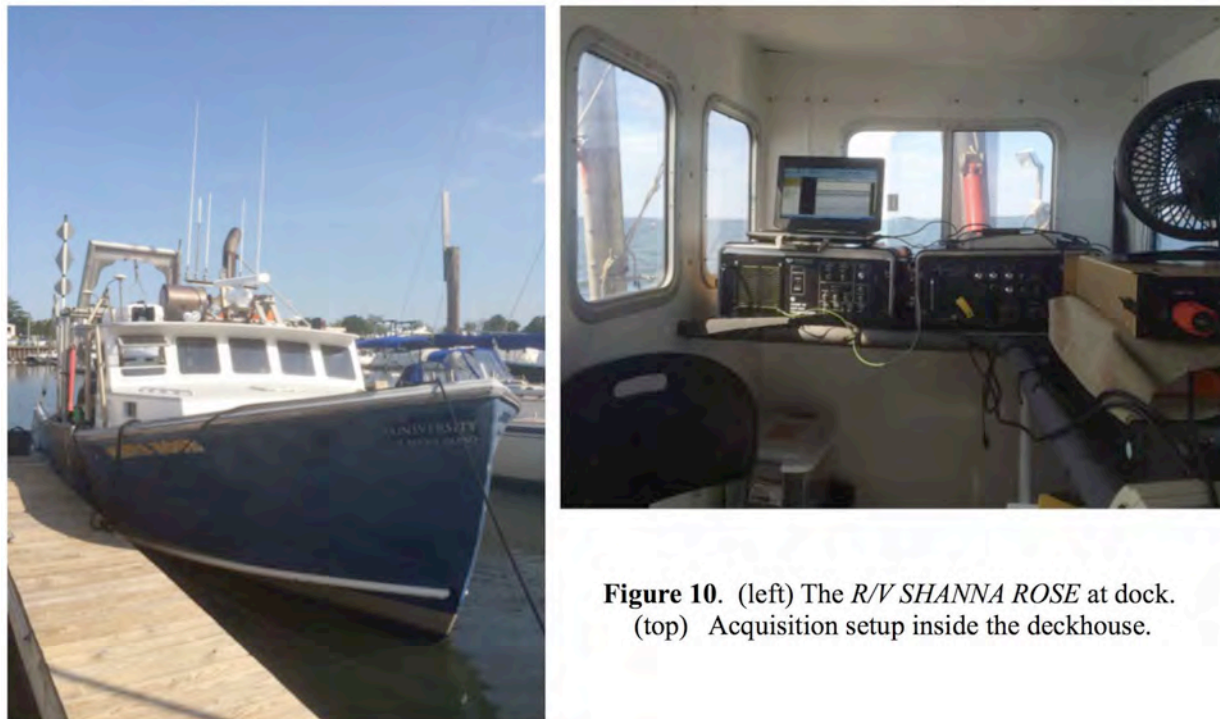 UNIVERSITY
Figure 10. (left) The R/V SHANNA ROSE at dock.
(top) Acquisition setup inside the deckhouse.